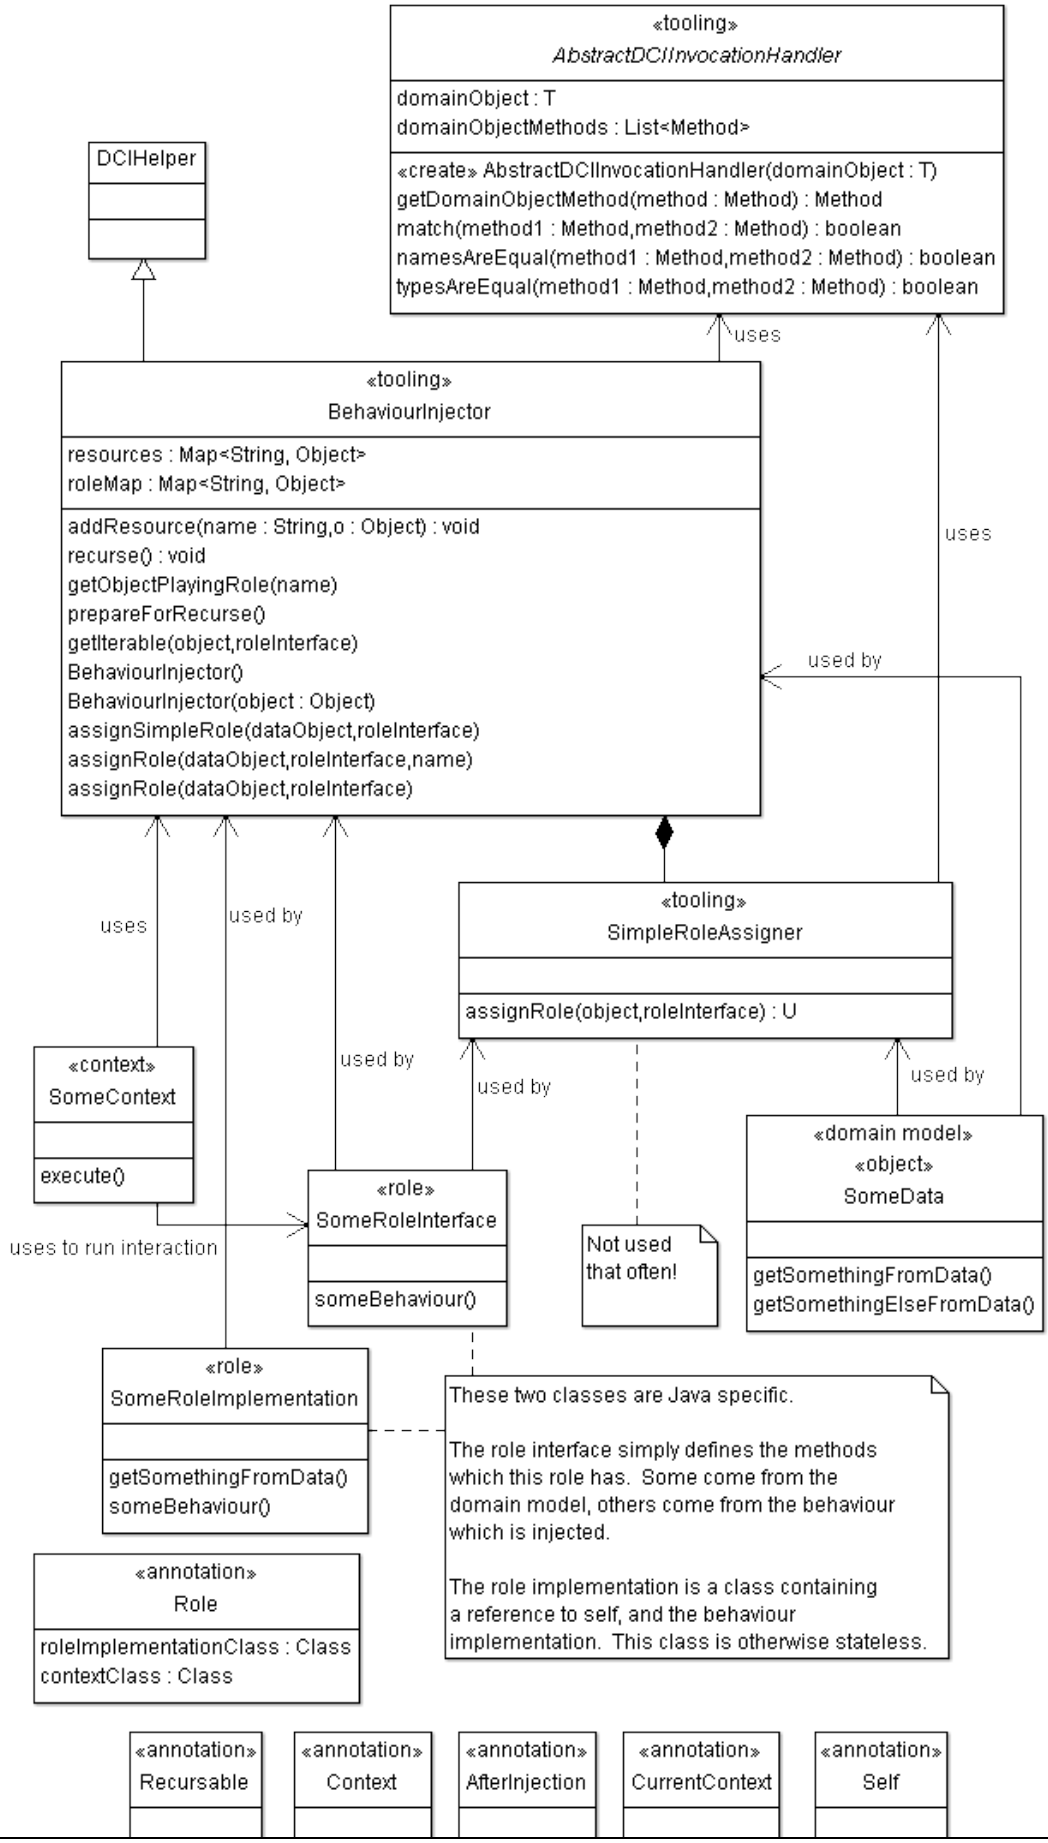 «tooling»
AbstractDCIInvocationHandler
domainObject : T
domainObjectMethods : List<Method>
«create» AbstractDCIInvocationHandler(domainObject : T)
getDomainObjectMethod(method : Method) : Method
match(method1 : Method,method2 : Method) : boolean
namesAreEqual(method1 : Method,method2 : Method) : boolean
typesAreEqual(method1 : Method,method2 : Method) : boolean
DCIHelper
uses
«tooling»
BehaviourInjector
resources : Map<String, Object>
roleMap : Map<String, Object>
addResource(name : String,o : Object) : void
recurse() : void
getObjectPlayingRole(name)
prepareForRecurse()
getIterable(object,roleInterface)
BehaviourInjector()
BehaviourInjector(object : Object)
assignSimpleRole(dataObject,roleInterface)
assignRole(dataObject,roleInterface,name)
assignRole(dataObject,roleInterface)
uses
used by
«tooling»
SimpleRoleAssigner
assignRole(object,roleInterface) : U
uses
used by
used by
used by
used by
«context»
SomeContext
execute()
uses to run interaction
«role»
SomeRoleInterface
someBehaviour()
Not used
that often!
«domain model»
«object»
SomeData
getSomethingFromData()
getSomethingElseFromData()
«role»
SomeRoleImplementation
getSomethingFromData()
someBehaviour()
These two classes are Java specific.
The role interface simply defines the methods
which this role has. Some come from the
domain model, others come from the behaviour
which is injected.
The role implementation is a class containing
a reference to self, and the behaviour
implementation. This class is otherwise stateless.
«annotation»
Role
roleImplementationClass : Class
contextClass : Class
«annotation»
Recursable
«annotation»
Context
«annotation»
AfterInjection
«annotation»
CurrentContext
«annotation»
Self